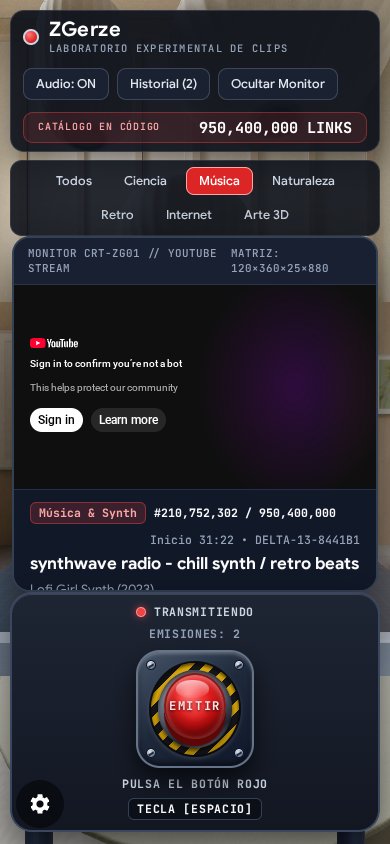 ZGerze
LABORATORIO EXPERIMENTAL DE CLIPS
Audio: ON
Historial (2)
Ocultar Monitor
CATÁLOGO EN CÓDIGO
950,400,000 LINKS
Todos
Ciencia
Música
Naturaleza
Retro
Internet
Arte 3D
MONITOR CRT-ZG01 // YOUTUBE STREAM
MATRIZ: 120×360×25×880
YouTube
Sign in to confirm you're not a bot
This helps protect our community
Sign in
Learn more
Música & Synth
#210,752,302 / 950,400,000
Inicio 31:22 • DELTA-13-8441B1
synthwave radio - chill synth / retro beats
Lofi Girl Synth (2023)
TRANSMITIENDO
EMISIONES: 2
EMITIR
PULSA EL BOTÓN ROJO
TECLA [ESPACIO]